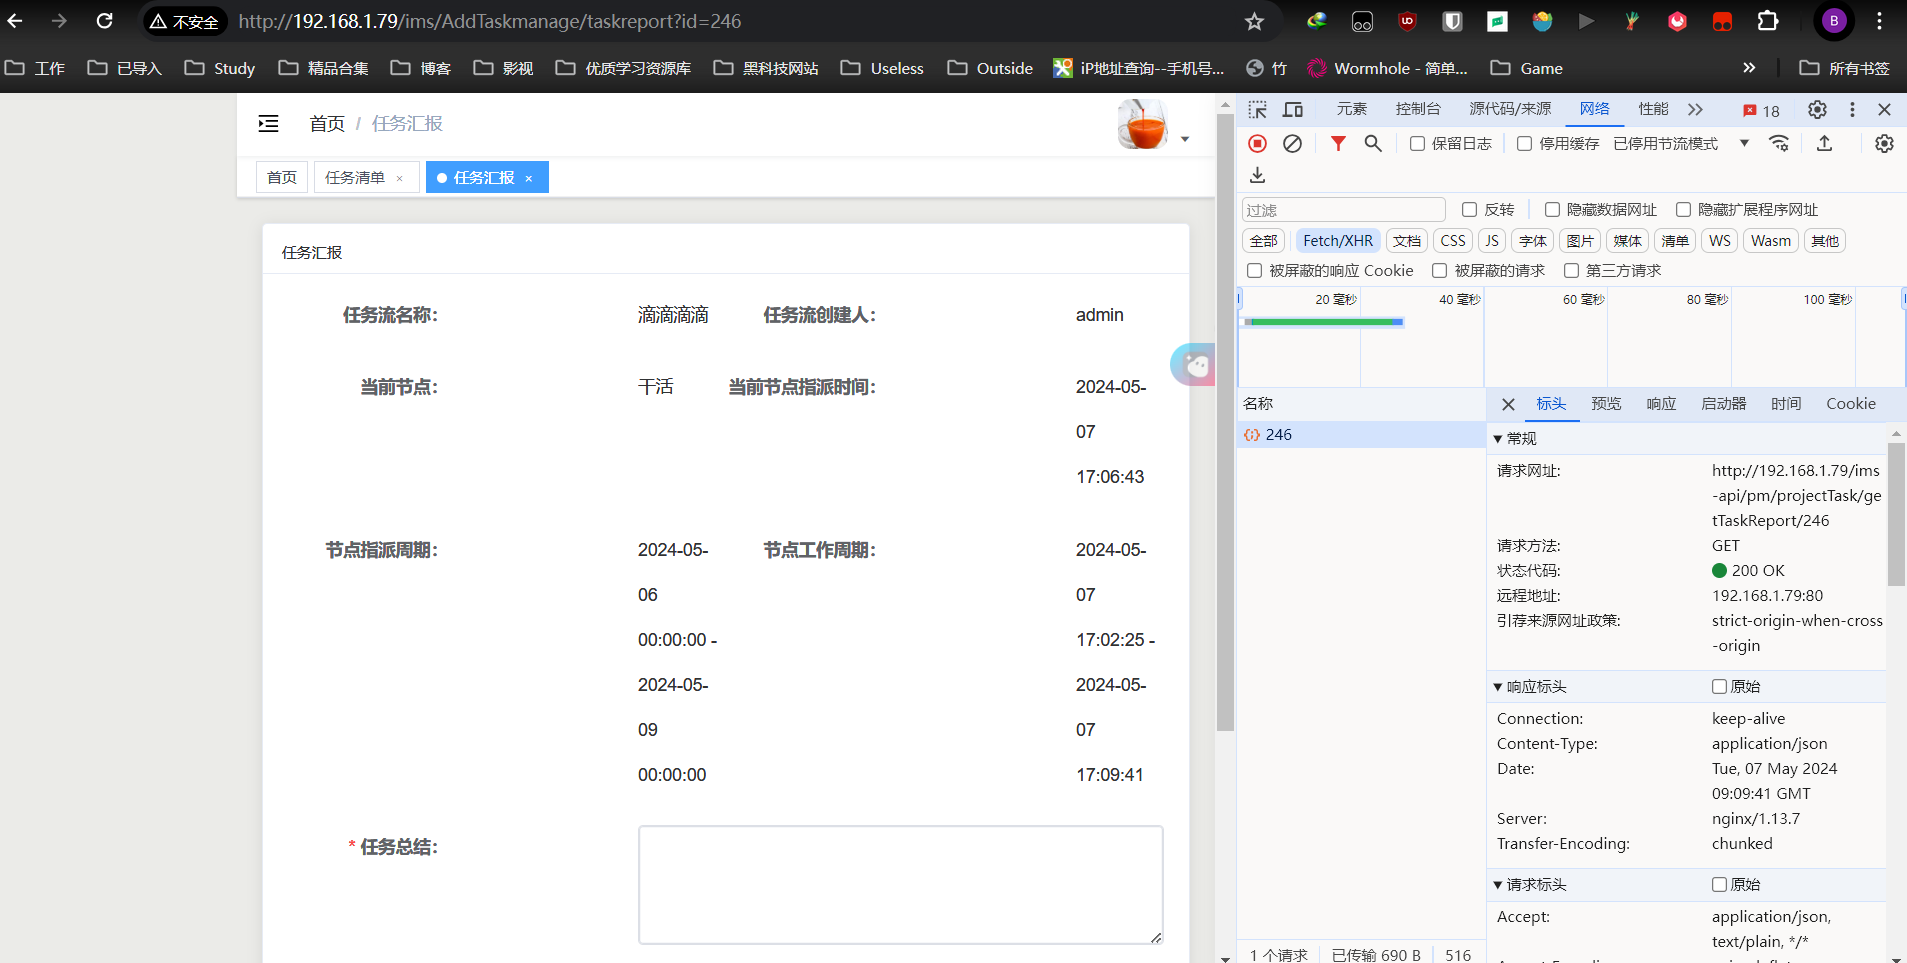 不安全 http://192.168.1.79/ims/AddTaskmanage/taskreport?id=246 B
工作 已导入 Study 精品合集 博客 影视 优质学习资源库 黑科技网站 Useless Outside iP地址查询--手机号... 竹 Wormhole - 简单... Game 所有书签
首页 / 任务汇报
首页 任务清单 × 任务汇报 ×
任务汇报
任务流名称: 滴滴滴滴 任务流创建人: admin
当前节点: 干活 当前节点指派时间: 2024-05-
07
17:06:43
节点指派周期: 2024-05-
06
00:00:00 -
2024-05-
09
00:00:00
节点工作周期: 2024-05-
07
17:02:25 -
2024-05-
07
17:09:41
* 任务总结:
元素 控制台 源代码/来源 网络 性能 18
保留日志 停用缓存 已停用节流模式
过滤 反转 隐藏数据网址 隐藏扩展程序网址
全部 Fetch/XHR 文档 CSS JS 字体 图片 媒体 清单 WS Wasm 其他
被屏蔽的响应 Cookie 被屏蔽的请求 第三方请求
20 毫秒 40 毫秒 60 毫秒 80 毫秒 100 毫秒
名称
246
标头 预览 响应 启动器 时间 Cookie
常规
请求网址: http://192.168.1.79/ims
-api/pm/projectTask/ge
tTaskReport/246
请求方法: GET
状态代码: 200 OK
远程地址: 192.168.1.79:80
引荐来源网址政策: strict-origin-when-cross
-origin
响应标头 原始
Connection: keep-alive
Content-Type: application/json
Date: Tue, 07 May 2024
09:09:41 GMT
Server: nginx/1.13.7
Transfer-Encoding: chunked
请求标头 原始
Accept: application/json,
text/plain, */*
1 个请求 已传输 690 B 516